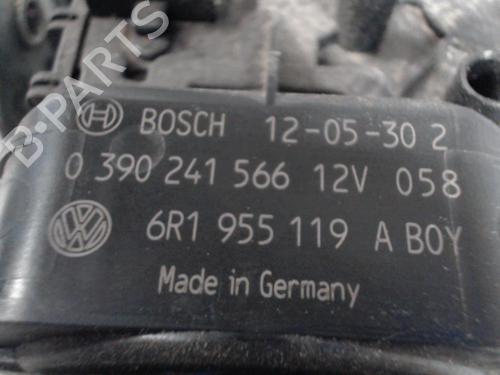 BOSCH 12-05-30 2
0 390 241 566 12V 058
6R1 955 119 A BOY
Made in Germany
B-PARTS